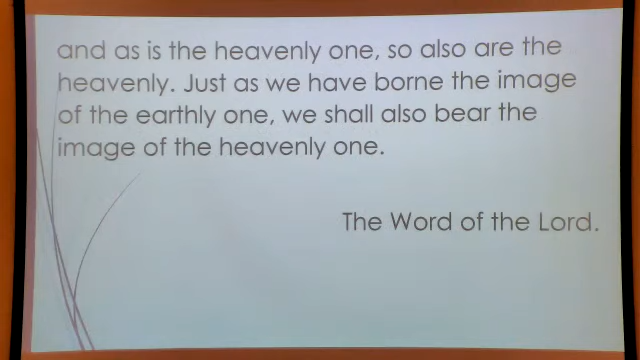 and as is the heavenly one, so also are the
heavenly. Just as we have borne the image
of the earthly one, we shall also bear the
image of the heavenly one.
The Word of the Lord.